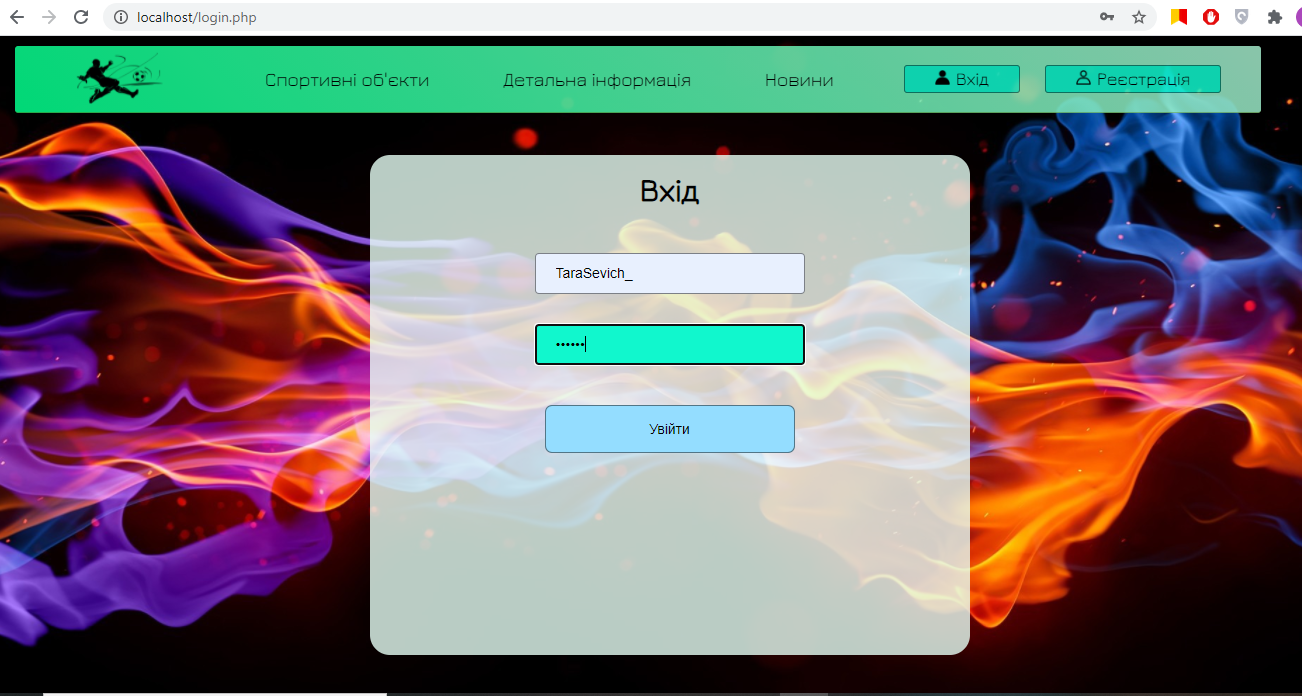 localhost/login.php
Спортивні об'єкти Детальна інформація Новини Вхід Реєстрація
Вхід
TaraSevich_
••••••
Увійти